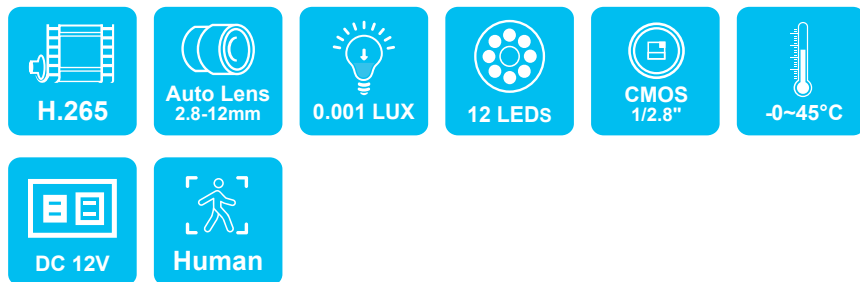 H.265
Auto Lens
2.8-12mm
0.001 LUX
12 LEDs
CMOS
1/2.8"
-0~45°C
DC 12V
Human